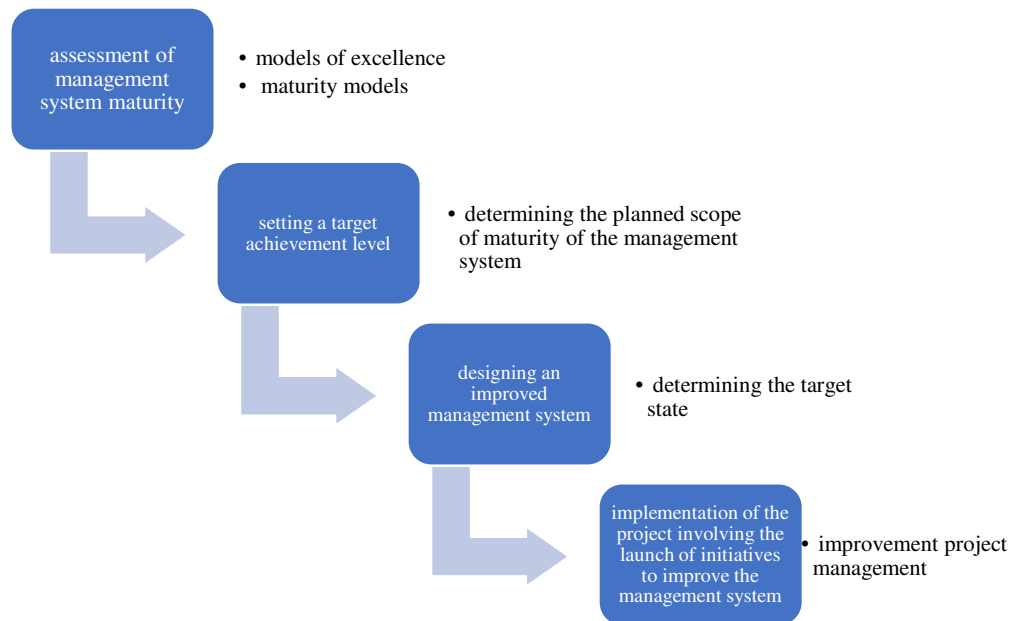 assessment of
management
system maturity
• models of excellence
• maturity models
setting a target
achievement level
• determining the planned scope
of maturity of the management
system
designing an
improved
management system
• determining the target
state
implementation of the
project involving the
launch of initiatives
to improve the
management system
• improvement project
management